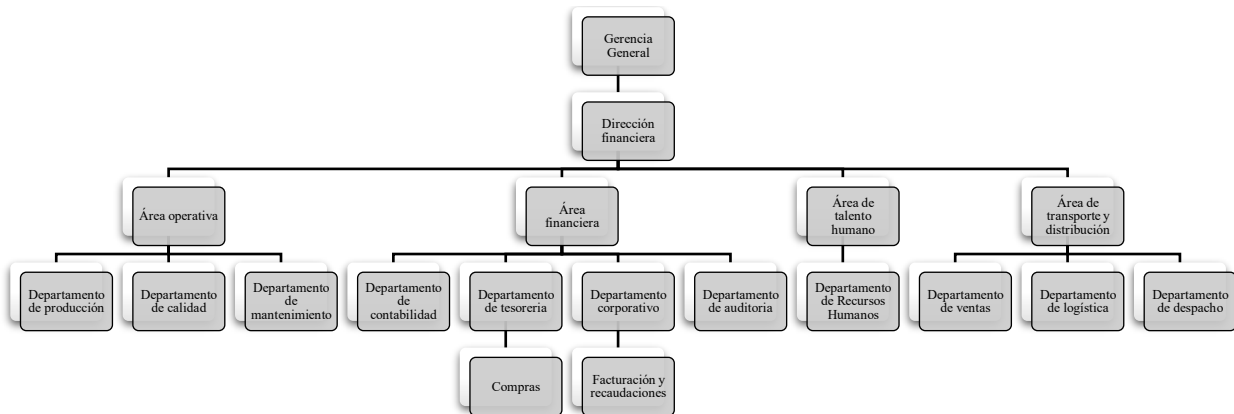 Gerencia
General
Dirección
financiera
Área operativa
Área
financiera
Área de
talento
humano
Área de
transporte y
distribución
Departamento
de producción
Departamento
de calidad
Departamento
de
mantenimiento
Departamento
de
contabilidad
Departamento
de tesoreria
Departamento
corporativo
Departamento
de auditoria
Departamento
de Recursos
Humanos
Departamento
de ventas
Departamento
de logística
Departamento
de despacho
Compras
Facturación y
recaudaciones